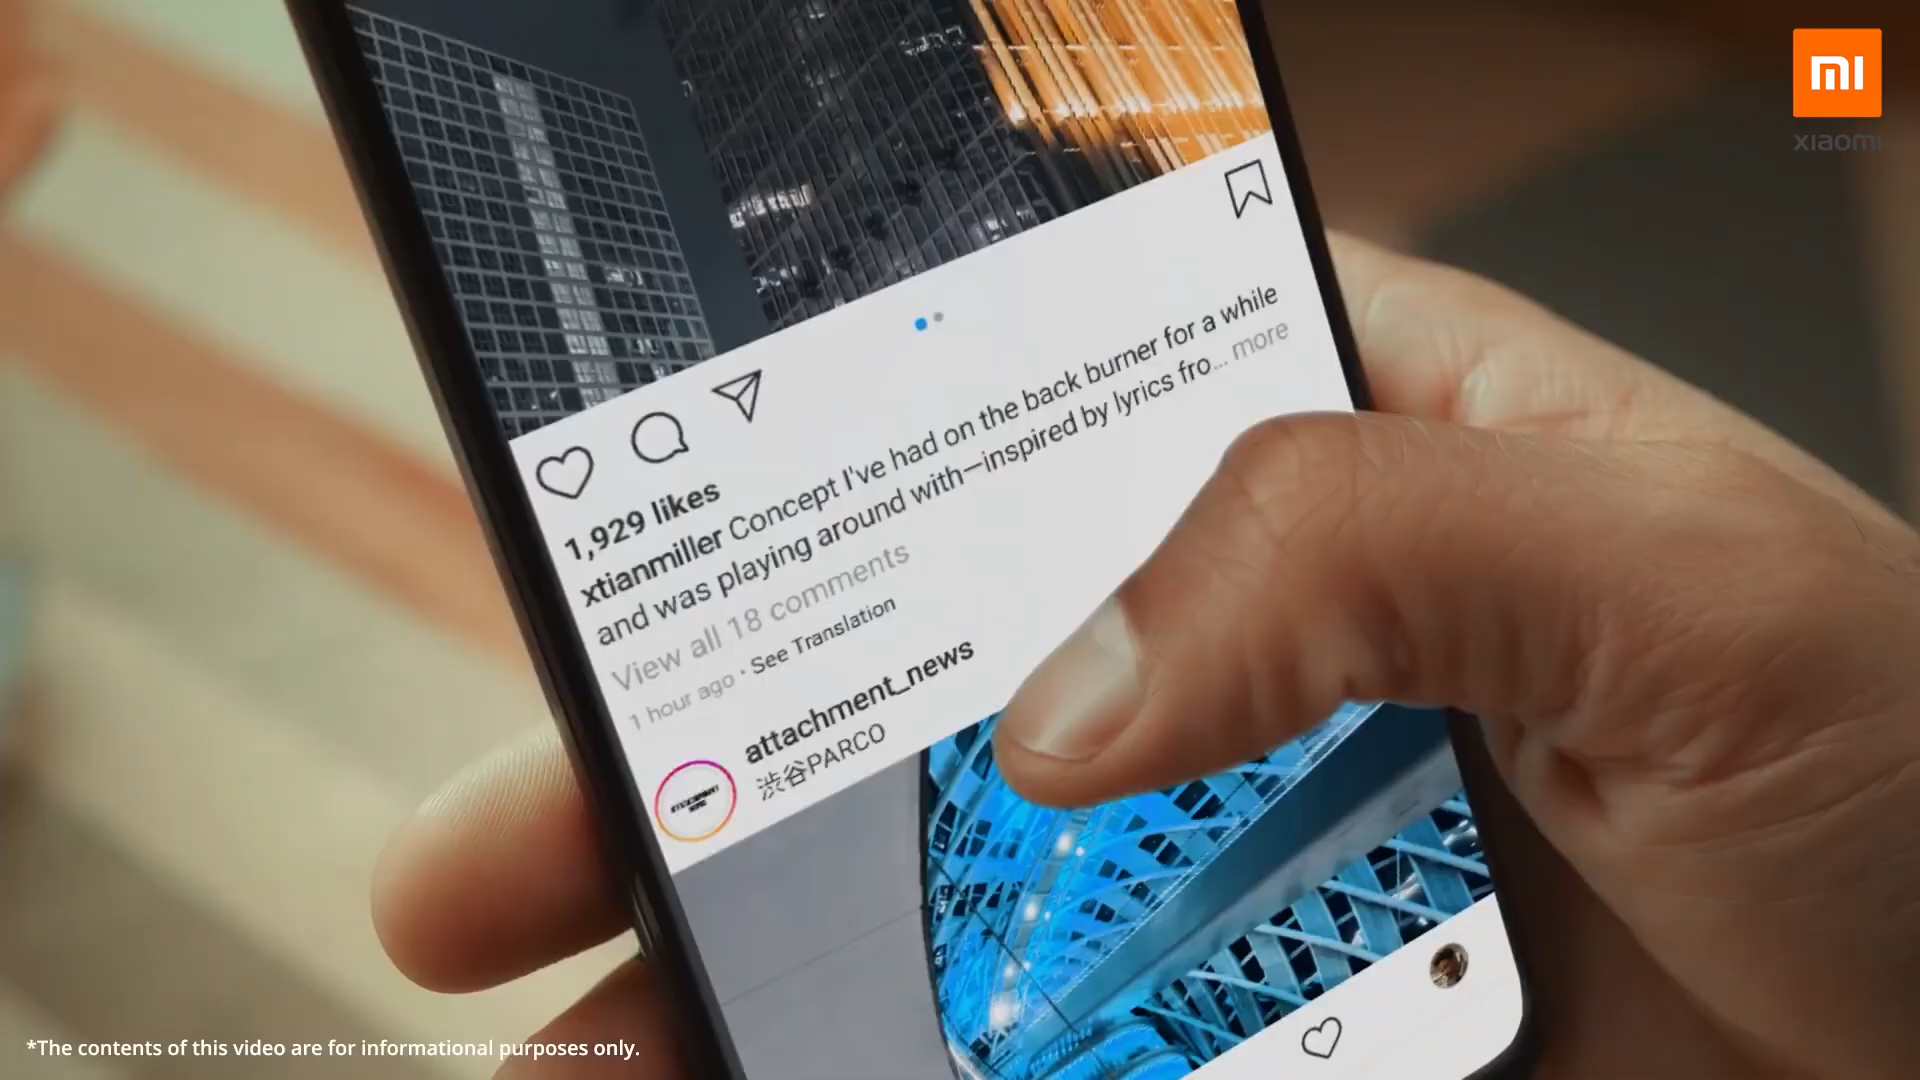 mi
xiaomi
1,929 likes
xtianmiller Concept I've had on the back burner for a while
and was playing around with—inspired by lyrics fro... more
View all 18 comments
1 hour ago · See Translation
attachment_news
渋谷PARCO
*The contents of this video are for informational purposes only.